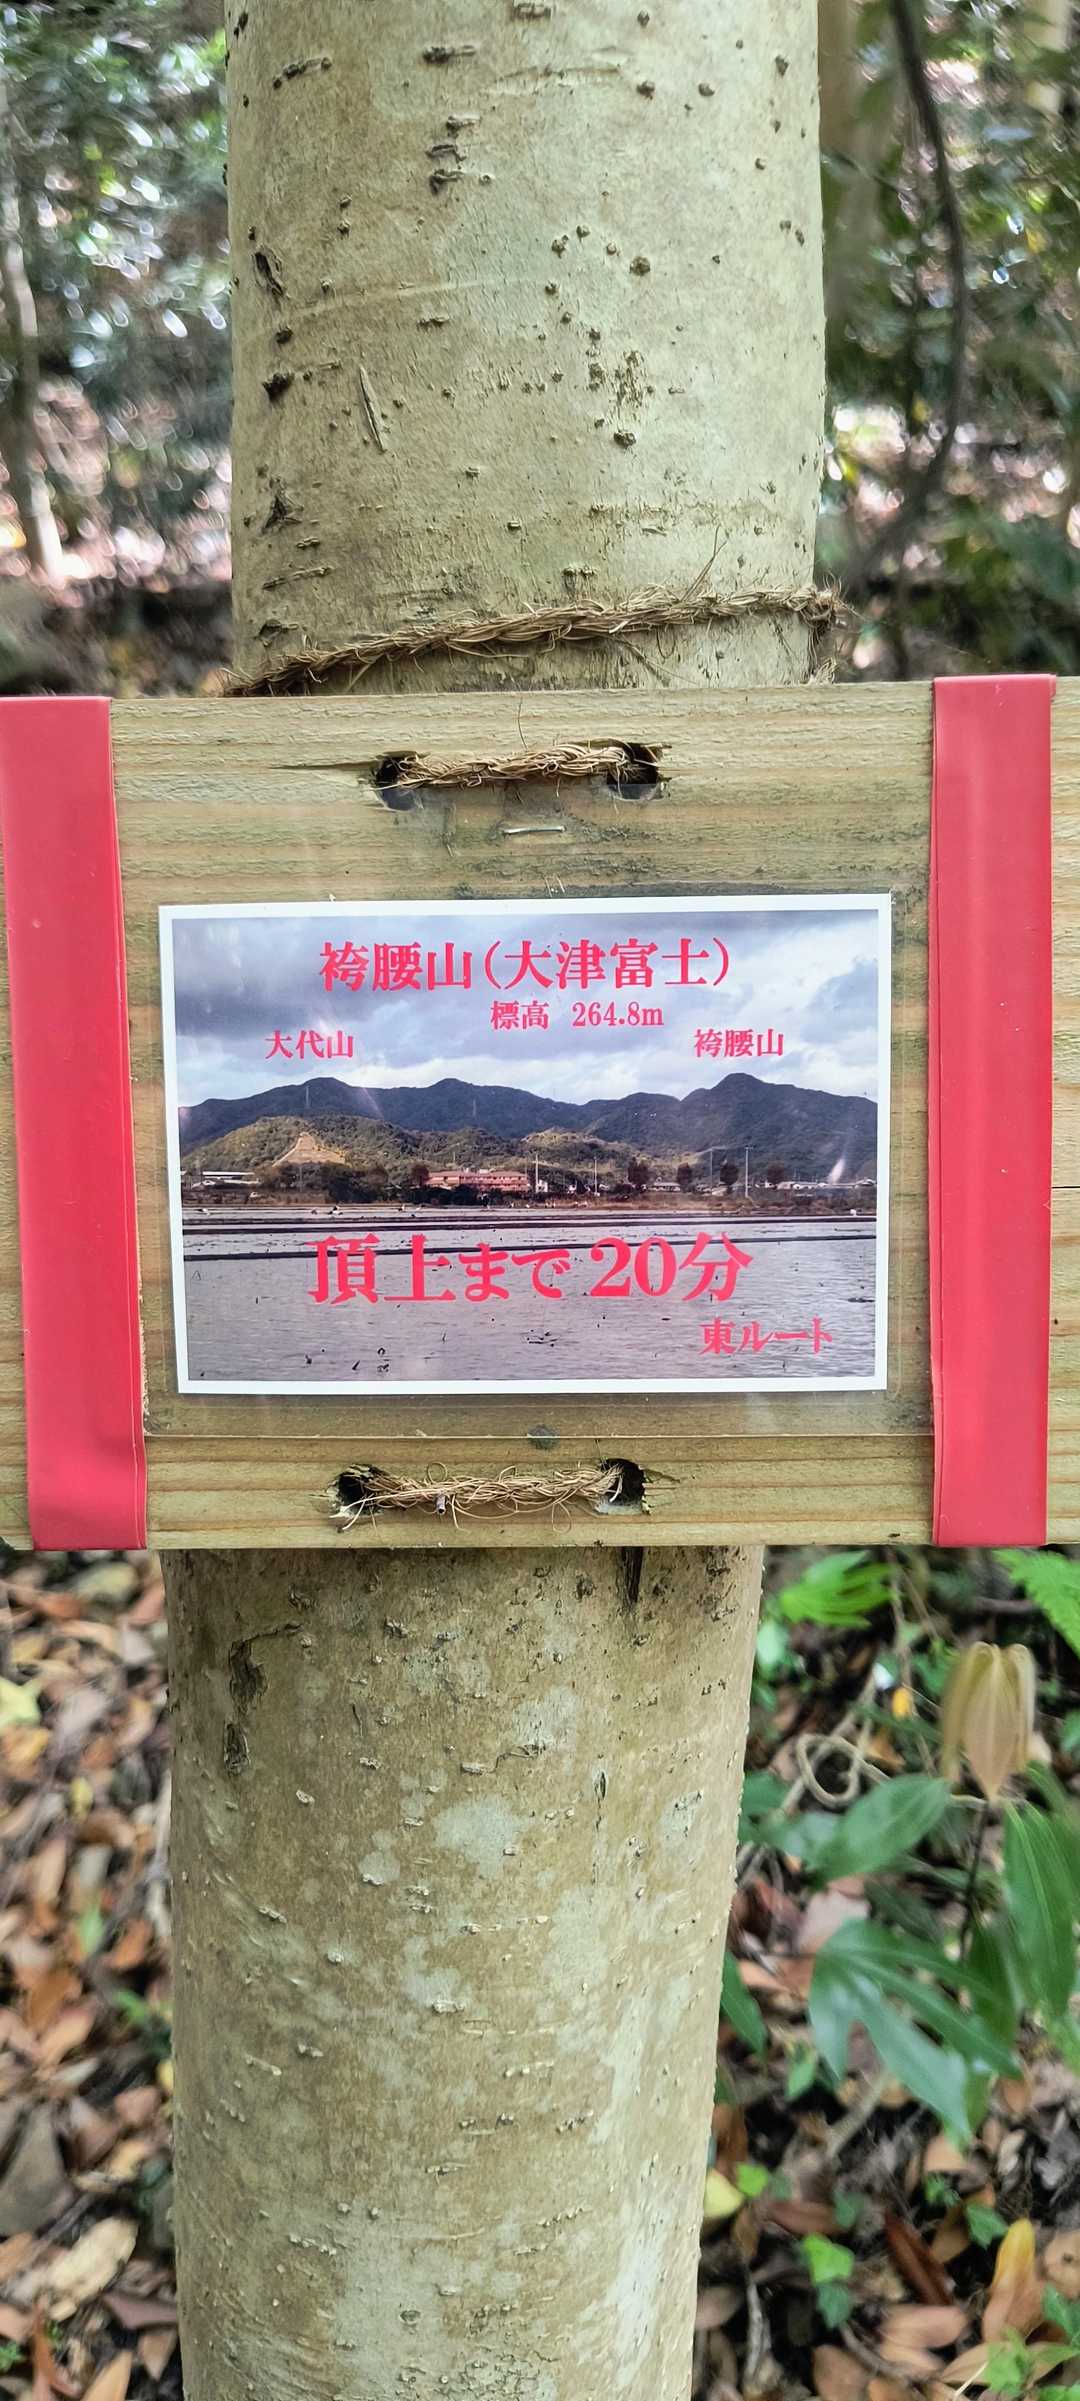 袴腰山(大津富士)
標高 264.8m
大代山 袴腰山
頂上まで20分
東ルート